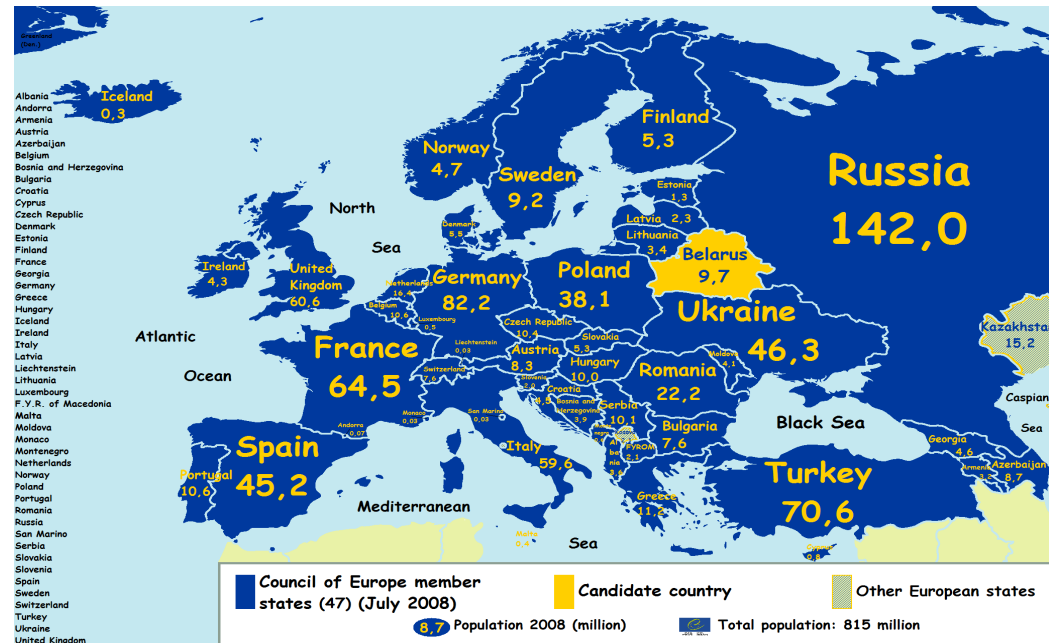 Greenland
(Den.)
Albania
Andorra
Armenia
Austria
Azerbaijan
Belgium
Bosnia and Herzegovina
Bulgaria
Croatia
Cyprus
Czech Republic
Denmark
Estonia
Finland
France
Georgia
Germany
Greece
Hungary
Iceland
Ireland
Italy
Latvia
Liechtenstein
Lithuania
Luxembourg
F.Y.R. of Macedonia
Malta
Moldova
Monaco
Montenegro
Netherlands
Norway
Poland
Portugal
Romania
Russia
San Marino
Serbia
Slovakia
Slovenia
Spain
Sweden
Switzerland
Turkey
Ukraine
United Kingdom
Iceland
0,3
Norway
4,7
Sweden
9,2
Finland
5,3
Russia
142,0
Estonia
1,3
Latvia 2,3
Lithuania
3,4
Belarus
9,7
North
Sea
Denmark
5,5
Ireland
4,3
United
Kingdom
60,6
Netherlands
16,4
Belgium
10,6
Luxembourg
0,5
Germany
82,2
Poland
38,1
Ukraine
46,3
Kazakhstan
15,2
Atlantic
Ocean
France
64,5
Liechtenstein
0,03
Switzerland
7,6
Czech Republic
10,4
Slovakia
5,3
Austria
8,3
Hungary
10,0
Slovenia
Croatia
4,5
Bosnia and
Herzegovina
3,9
Romania
22,2
Moldova
4,1
Serbia
10,1
Kosovo
Bulgaria
7,6
FYROM
2,1
Al
ba
nia
3,6
Monaco
0,03
San Marino
0,03
Andorra
0,07
Italy
59,6
Spain
45,2
Portugal
10,6
Mediterranean
Sea
Malta
0,4
Greece
11,2
Black Sea
Turkey
70,6
Cyprus
0,8
Georgia
4,6
Armenia
Azerbaijan
8,7
Caspian
Sea
Council of Europe member
states (47) (July 2008)
Candidate country
Other European states
8,7 Population 2008 (million)
Total population: 815 million